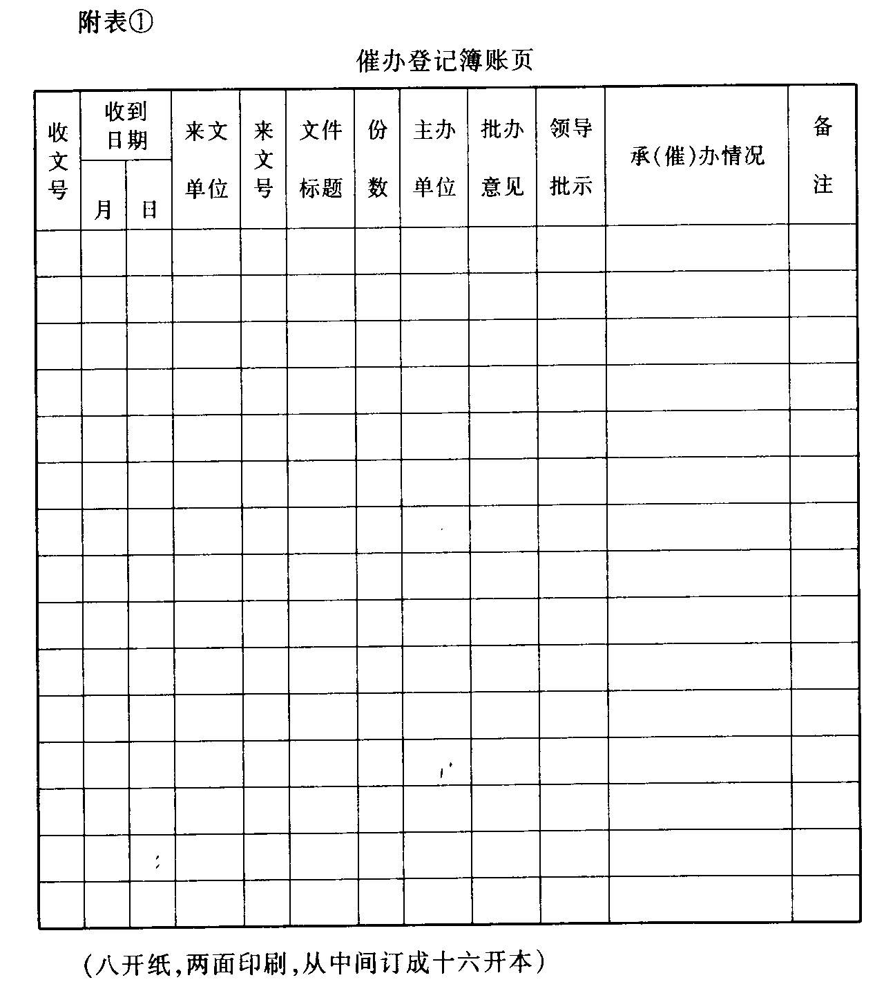 附表①
催办登记簿账页
收文号
收到
日期
月
日
来文
单位
来文号
文件
标题
份
数
主办
单位
批办
意见
领导
批示
承(催)办情况
备
注
(八开纸,两面印刷,从中间订成十六开本)